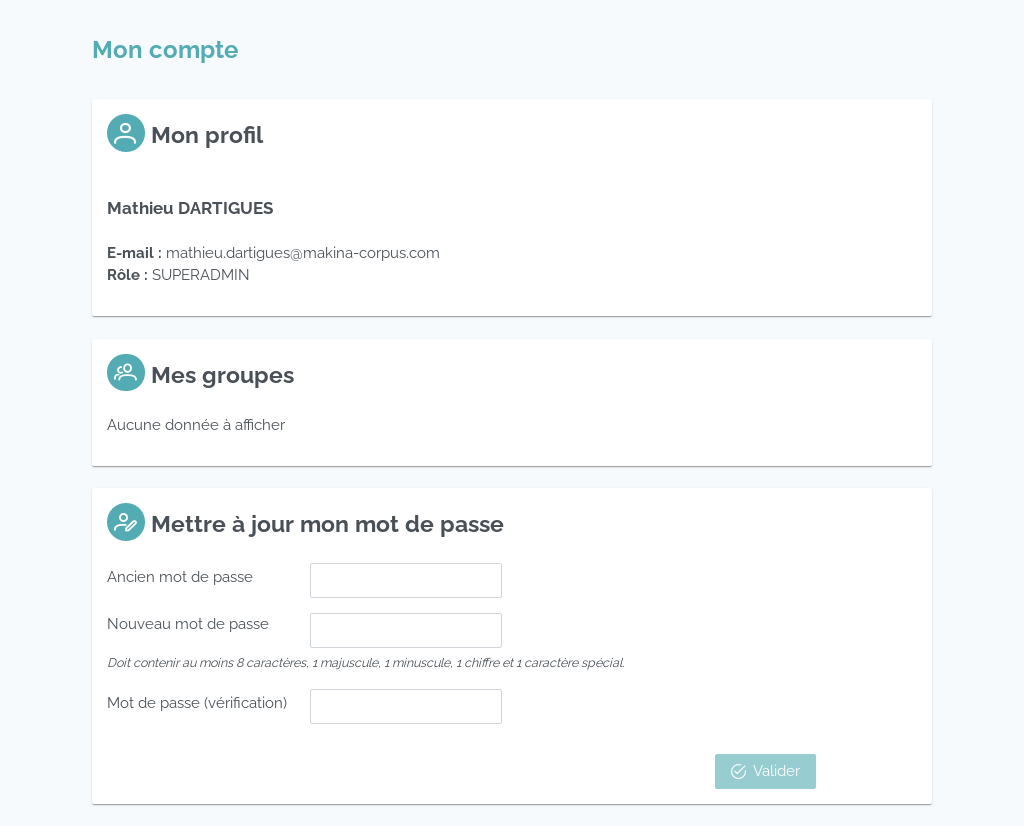 Mon compte
Mon profil
Mathieu DARTIGUES
E-mail : mathieu.dartigues@makina-corpus.com
Rôle : SUPERADMIN
Mes groupes
Aucune donnée à afficher
Mettre à jour mon mot de passe
Ancien mot de passe
Nouveau mot de passe
Doit contenir au moins 8 caractères, 1 majuscule, 1 minuscule, 1 chiffre et 1 caractère spécial.
Mot de passe (vérification)
Valider